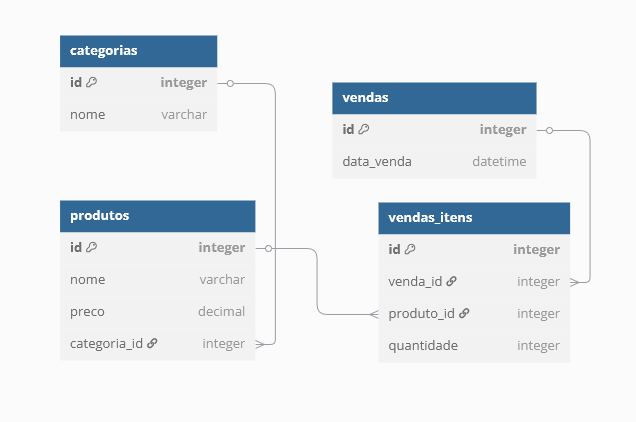 categorias
id integer
nome varchar
vendas
id integer
data_venda datetime
produtos
id integer
nome varchar
preco decimal
categoria_id integer
vendas_itens
id integer
venda_id integer
produto_id integer
quantidade integer